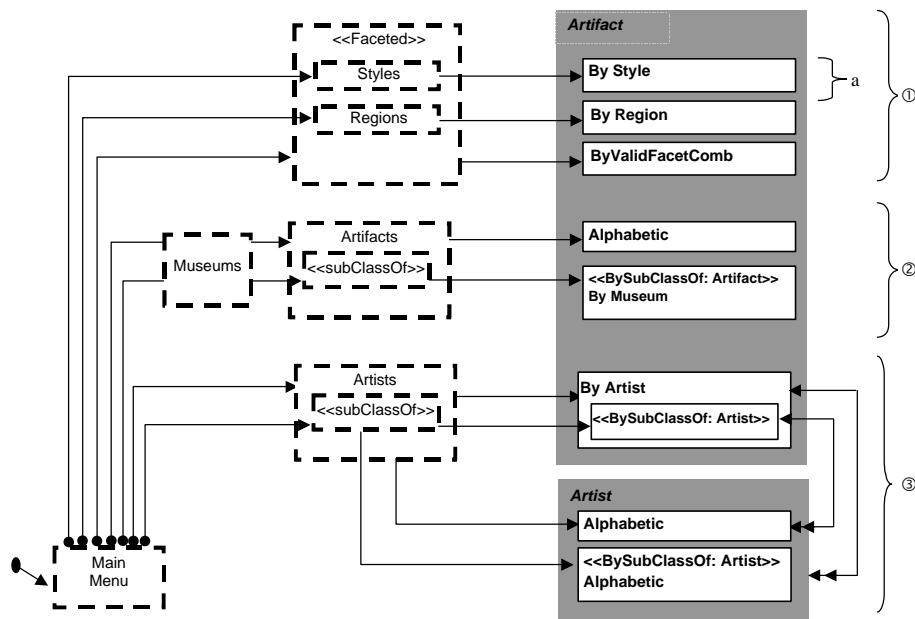 <<Faceted>>
Styles
Regions
Artifact
By Style
By Region
ByValidFacetComb
a
①
Museums
Artifacts
<<subClassOf>>
Alphabetic
<<BySubClassOf: Artifact>>
By Museum
②
Artists
<<subClassOf>>
By Artist
<<BySubClassOf: Artist>>
③
Artist
Alphabetic
<<BySubClassOf: Artist>>
Alphabetic
Main
Menu